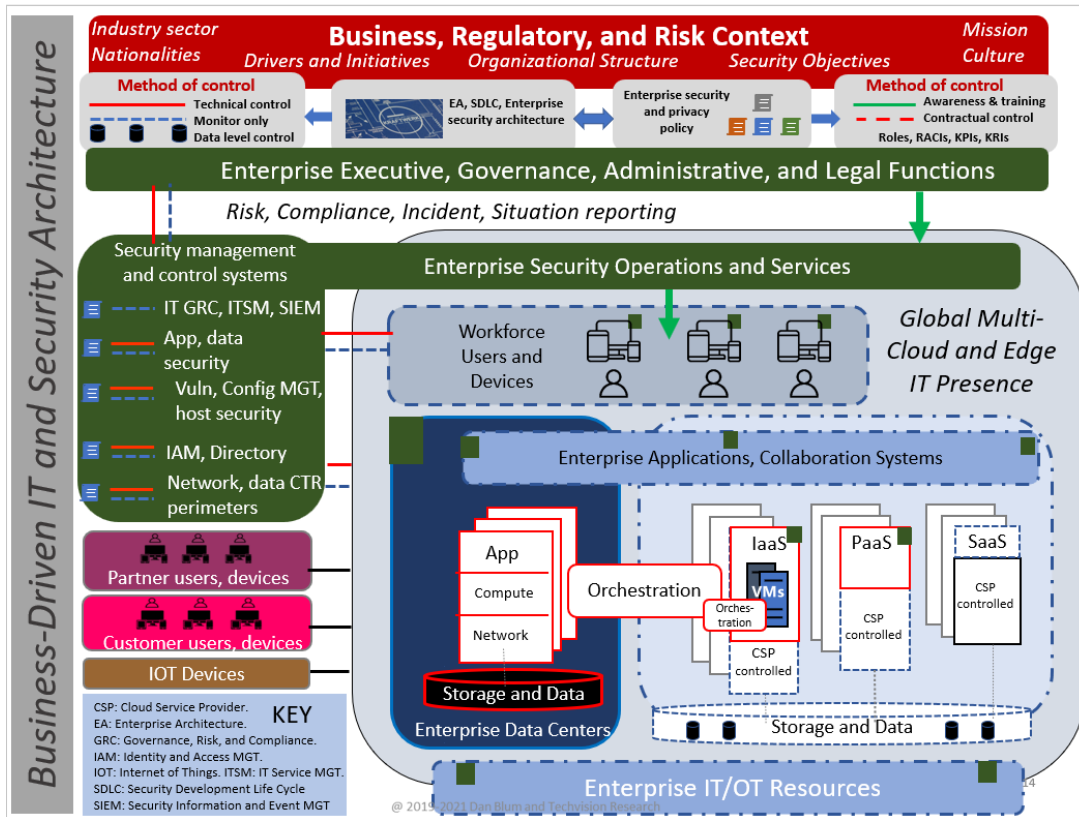 Business-Driven IT and Security Architecture
Industry sector
Nationalities
Business, Regulatory, and Risk Context
Mission
Culture
Drivers and Initiatives
Organizational Structure
Security Objectives
Method of control
Technical control
Monitor only
Data level control
EA, SDLC, Enterprise
security architecture
Enterprise security
and privacy
policy
Method of control
Awareness & training
Contractual control
Roles, RACIs, KPIs, KRIs
Enterprise Executive, Governance, Administrative, and Legal Functions
Risk, Compliance, Incident, Situation reporting
Security management
and control systems
IT GRC, ITSM, SIEM
App, data
security
Vuln, Config MGT,
host security
IAM, Directory
Network, data CTR
perimeters
Enterprise Security Operations and Services
Workforce
Users and
Devices
Global Multi-
Cloud and Edge
IT Presence
Enterprise Applications, Collaboration Systems
App
Compute
Network
Storage and Data
Enterprise Data Centers
Orchestration
Orches-
tration
IaaS
VMs
CSP
controlled
PaaS
CSP
controlled
SaaS
CSP
controlled
Storage and Data
Partner users, devices
Customer users, devices
IOT Devices
KEY
CSP: Cloud Service Provider.
EA: Enterprise Architecture.
GRC: Governance, Risk, and Compliance.
IAM: Identity and Access MGT.
IOT: Internet of Things. ITSM: IT Service MGT.
SDLC: Security Development Life Cycle
SIEM: Security Information and Event MGT
Enterprise IT/OT Resources
14
@ 2019-2021 Dan Blum and Techvision Research